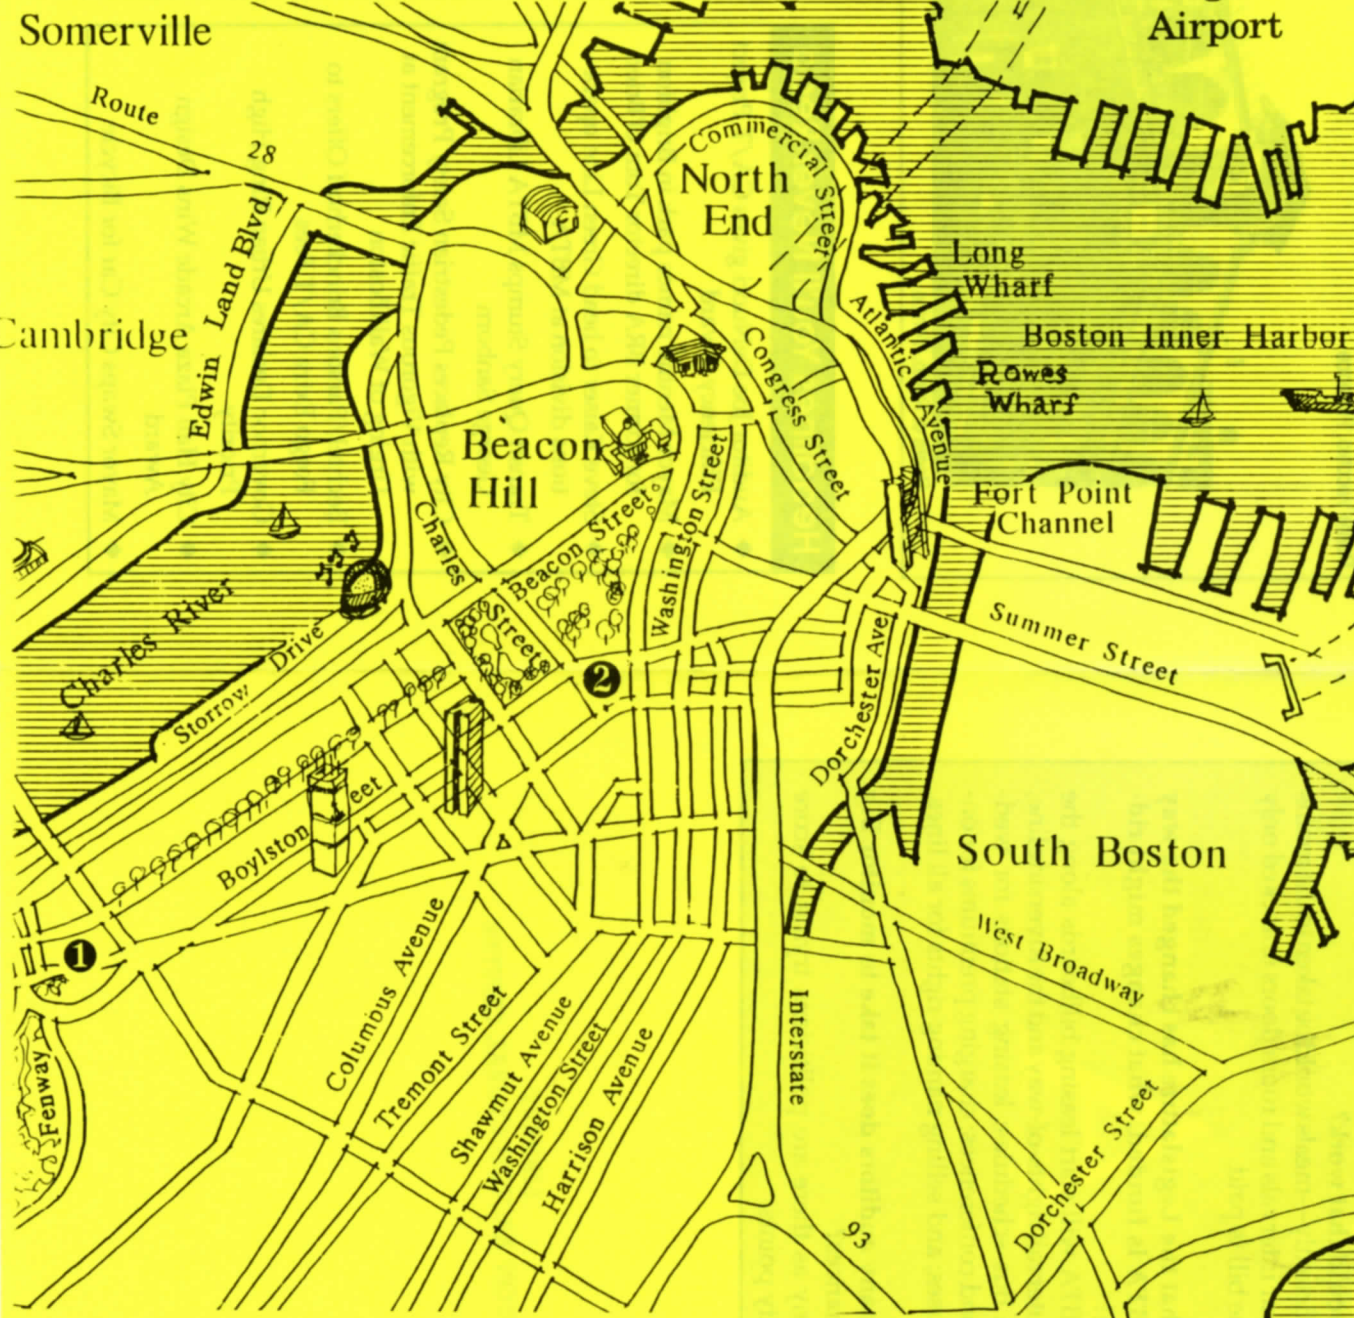 Somerville
Airport
Route
28
Commercial Street
North
End
Edwin Land Blvd.
Long
Wharf
Cambridge
Atlantic Avenue
Boston Inner Harbor
Rowes
Wharf
Congress Street
Beacon
Hill
Washington Street
Beacon Street
Charles
Street
Fort Point
Channel
Charles River
Storrow Drive
Summer Street
2
Dorchester Ave
Boylston
eet
South Boston
1
West Broadway
Columbus Avenue
Tremont Street
Shawmut Avenue
Washington Street
Harrison Avenue
Interstate
93
Fenway
Dorchester Street